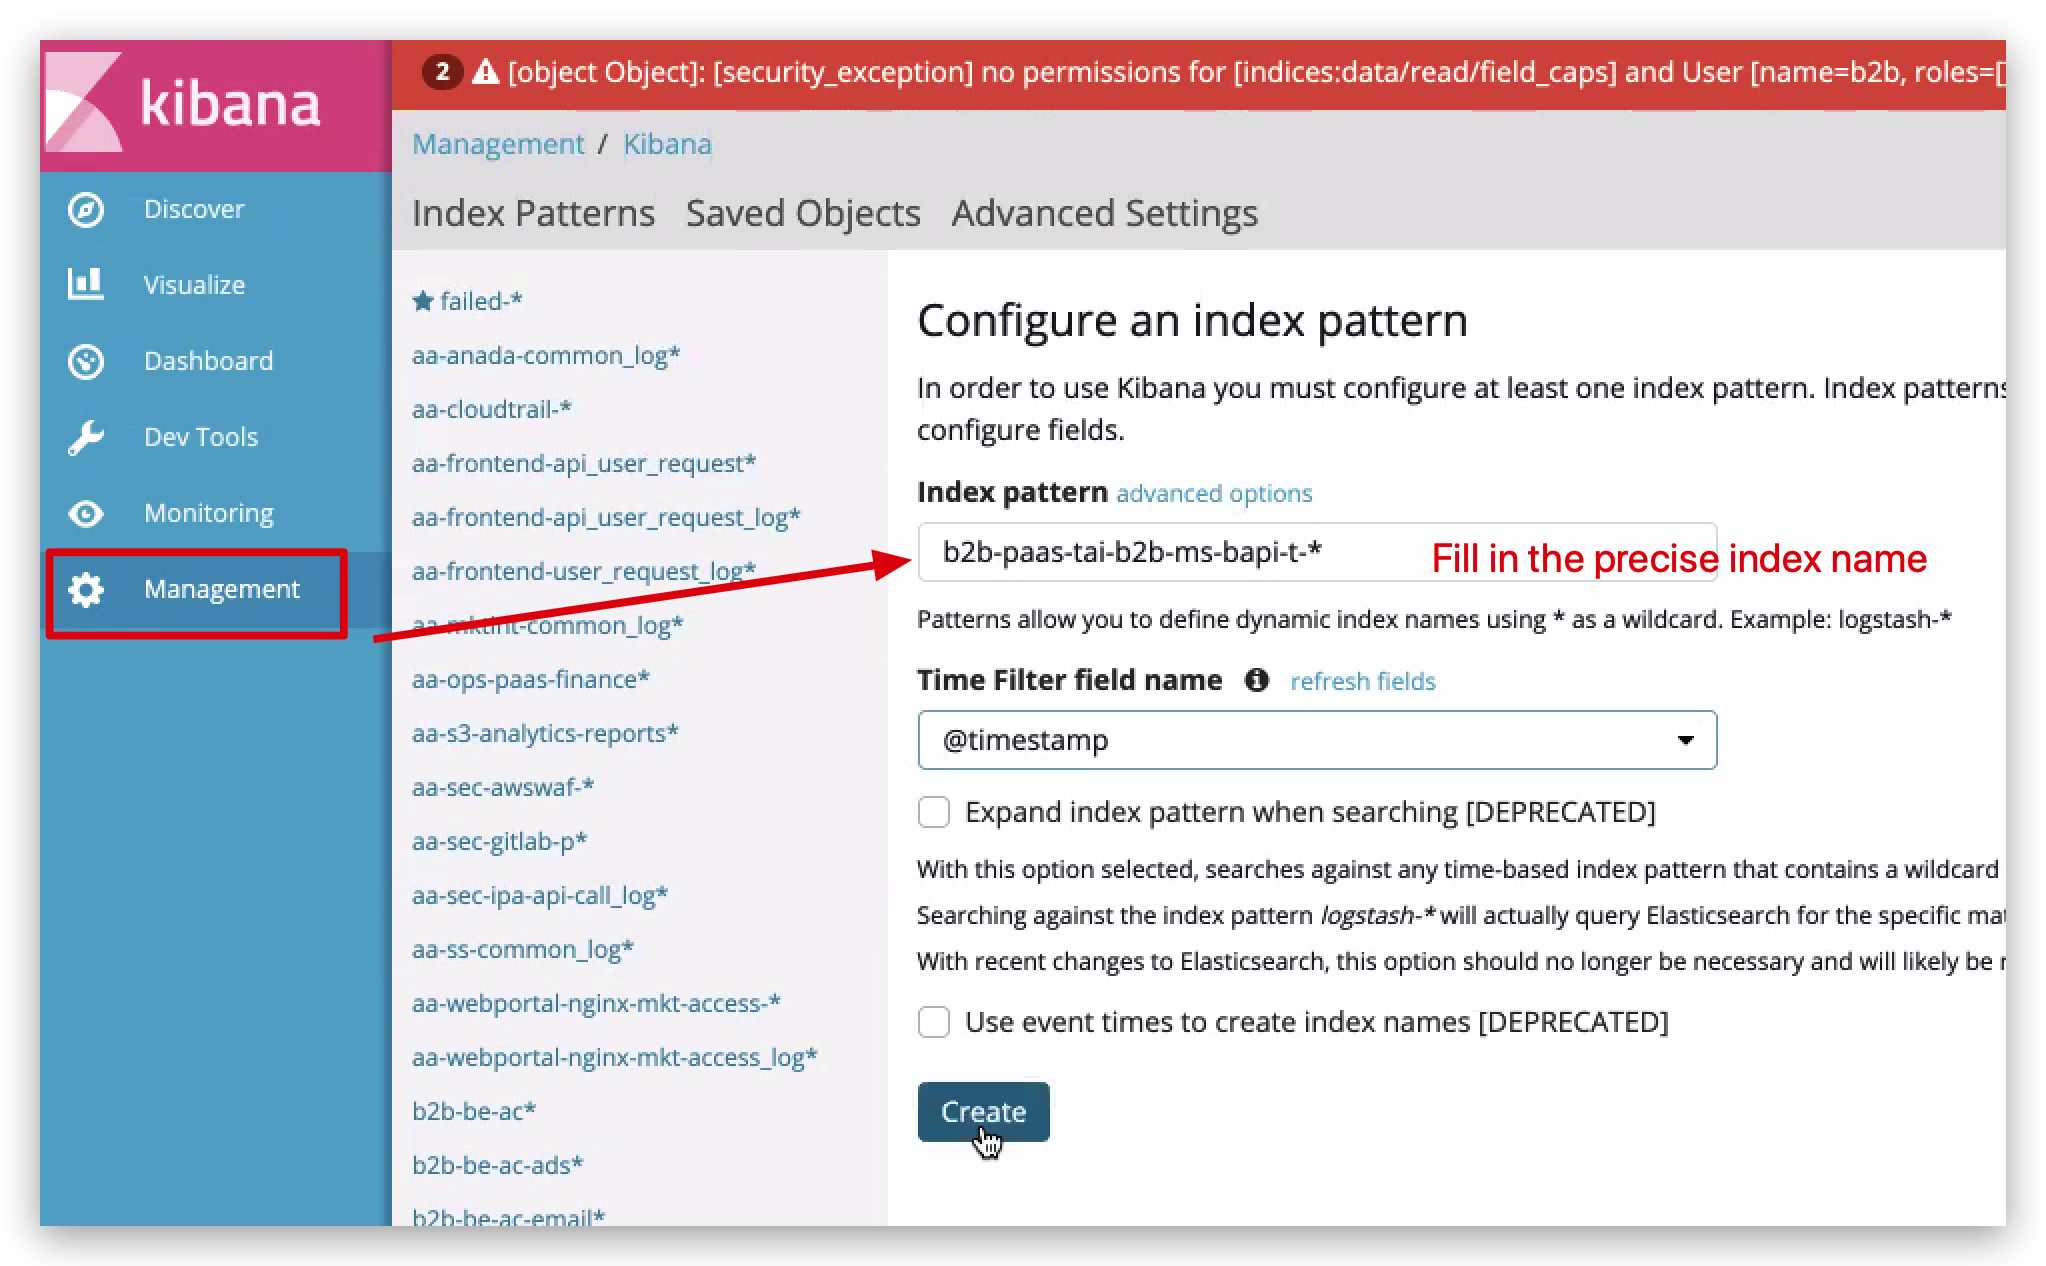 kibana
2 [object Object]: [security_exception] no permissions for [indices:data/read/field_caps] and User [name=b2b, roles=[
Management / Kibana
Index Patterns Saved Objects Advanced Settings
Discover
Visualize
Dashboard
Dev Tools
Monitoring
Management
failed-*
aa-anada-common_log*
aa-cloudtrail-*
aa-frontend-api_user_request*
aa-frontend-api_user_request_log*
aa-frontend-user_request_log*
aa-mktint-common_log*
aa-ops-paas-finance*
aa-s3-analytics-reports*
aa-sec-awswaf-*
aa-sec-gitlab-p*
aa-sec-ipa-api-call_log*
aa-ss-common_log*
aa-webportal-nginx-mkt-access-*
aa-webportal-nginx-mkt-access_log*
b2b-be-ac*
b2b-be-ac-ads*
b2b-be-ac-email*
Configure an index pattern
In order to use Kibana you must configure at least one index pattern. Index patterns
configure fields.
Index pattern advanced options
b2b-paas-tai-b2b-ms-bapi-t-* Fill in the precise index name
Patterns allow you to define dynamic index names using * as a wildcard. Example: logstash-*
Time Filter field name refresh fields
@timestamp
Expand index pattern when searching [DEPRECATED]
With this option selected, searches against any time-based index pattern that contains a wildcard
Searching against the index pattern logstash-* will actually query Elasticsearch for the specific
With recent changes to Elasticsearch, this option should no longer be necessary and will likely be
Use event times to create index names [DEPRECATED]
Create